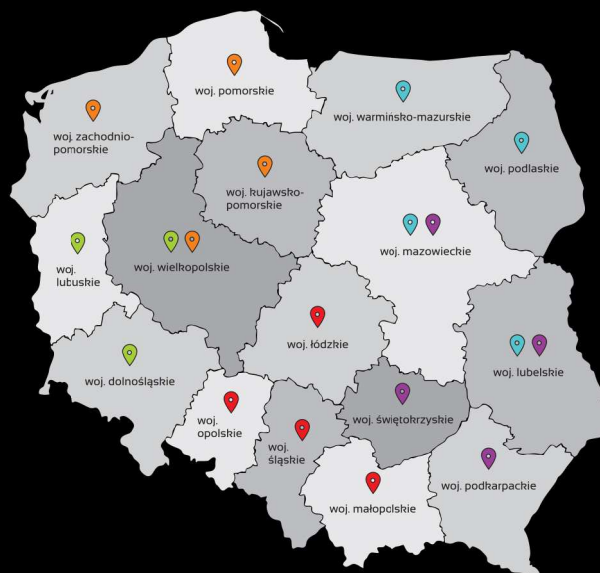 woj. pomorskie
woj. warmińsko-mazurskie
woj. zachodnio-
pomorskie
woj. podlaskie
woj. kujawsko-
pomorskie
woj. mazowieckie
woj. wielkopolskie
woj.
lubuskie
woj. łódzkie
woj. lubelskie
woj. dolnośląskie
woj.
opolskie
woj. świętokrzyskie
woj.
śląskie
woj. podkarpackie
woj. małopolskie